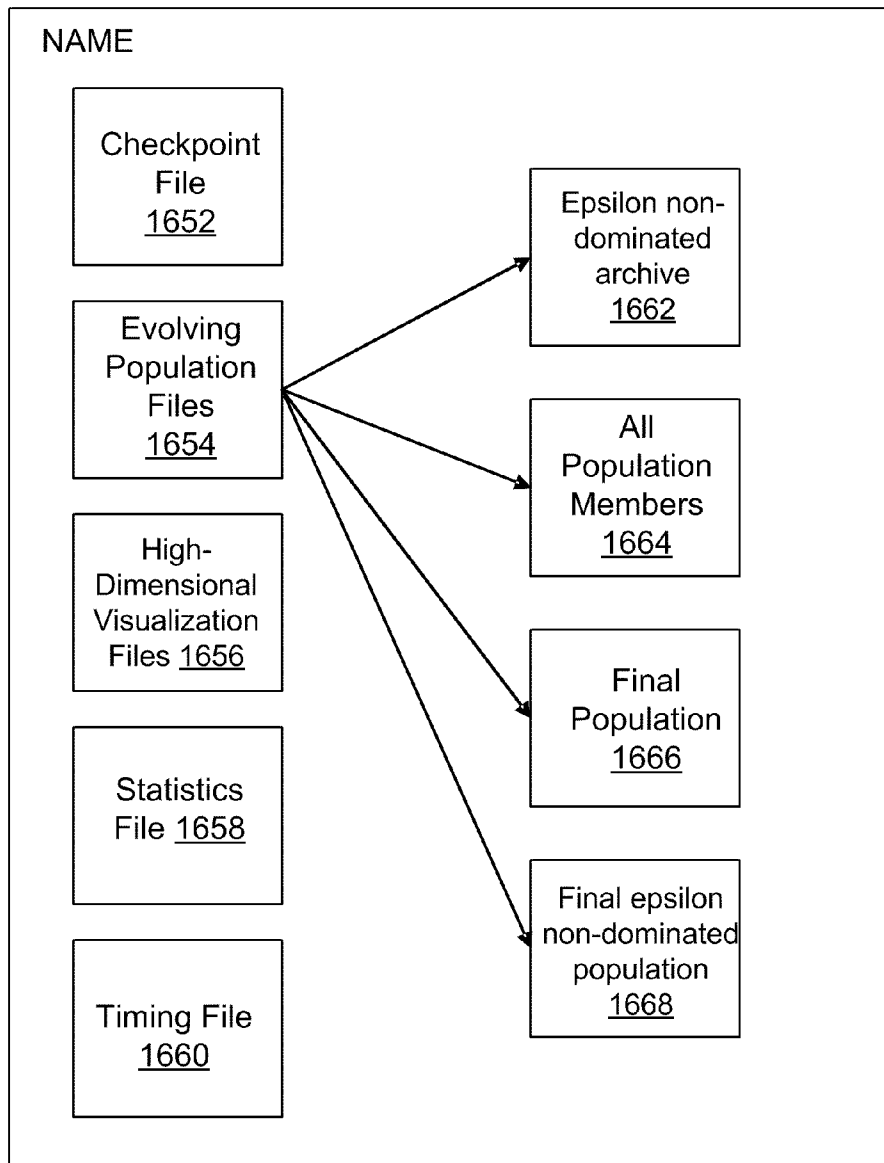 NAME
Checkpoint
File
1652
Evolving
Population
Files
1654
High-
Dimensional
Visualization
Files 1656
Statistics
File 1658
Timing File
1660
Epsilon non-
dominated
archive
1662
All
Population
Members
1664
Final
Population
1666
Final epsilon
non-dominated
population
1668